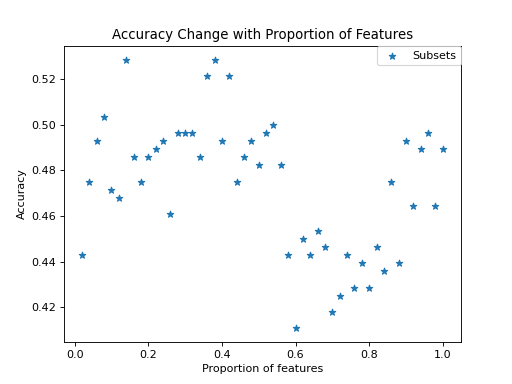 Accuracy Change with Proportion of Features
Subsets
Accuracy
0.52
0.50
0.48
0.46
0.44
0.42
0.0 0.2 0.4 0.6 0.8 1.0
Proportion of features